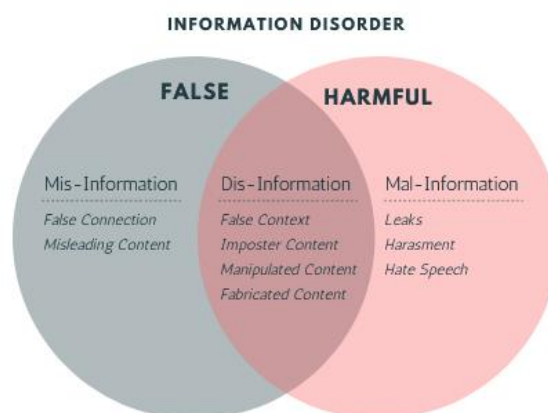 INFORMATION DISORDER
FALSE
HARMFUL
Mis-Information
False Connection
Misleading Content
Dis-Information
False Context
Imposter Content
Manipulated Content
Fabricated Content
Mal-Information
Leaks
Harasment
Hate Speech